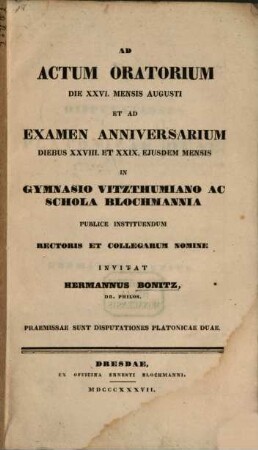 AD
ACTUM ORATORIUM
DIE XXVI. MENSIS AUGUSTI
ET AD
EXAMEN ANNIVERSARIUM
DIEBUS XXVIII. ET XXIX. EJUSDEM MENSIS
IN
GYMNASIO VITZTHUMIANO AC
SCHOLA BLOCHMANNIA
PUBLICE INSTITUENDUM
RECTORIS ET COLLEGARUM NOMINE
INVITAT
HERMANNUS BONITZ,
DR. PHILOS.
PRAEMISSAE SUNT DISPUTATIONES PLATONICAE DUAE.
DRESDAE,
EX OFFICINA ERNESTI BLOCHMANNI.
MDCCCXXXVII.